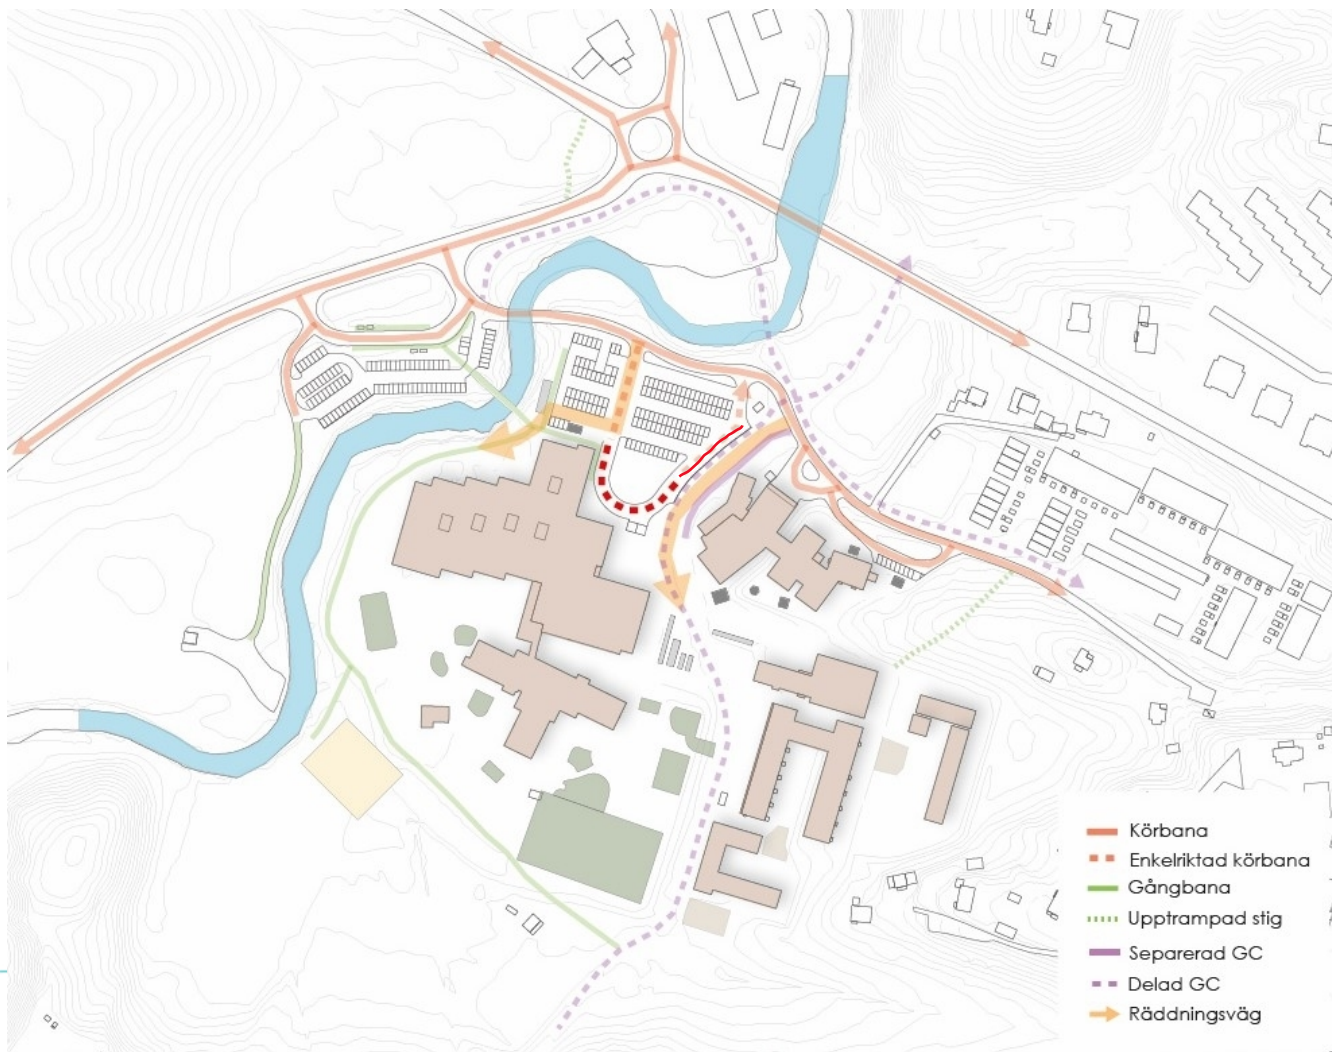 Körbana
Enkelriktad körbana
Gångbana
Upptrampad stig
Separerad GC
Delad GC
Räddningsväg